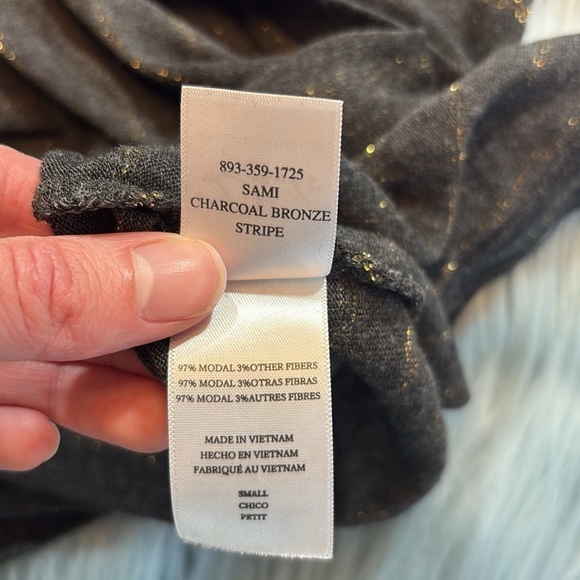 893-359-1725
SAMI
CHARCOAL BRONZE
STRIPE
97% MODAL 3%OTHER FIBERS
97% MODAL 3%OTRAS FIBRAS
97% MODAL 3%AUTRES FIBRES
MADE IN VIETNAM
HECHO EN VIETNAM
FABRIQUÉ AU VIETNAM
SMALL
CHICO
PETIT